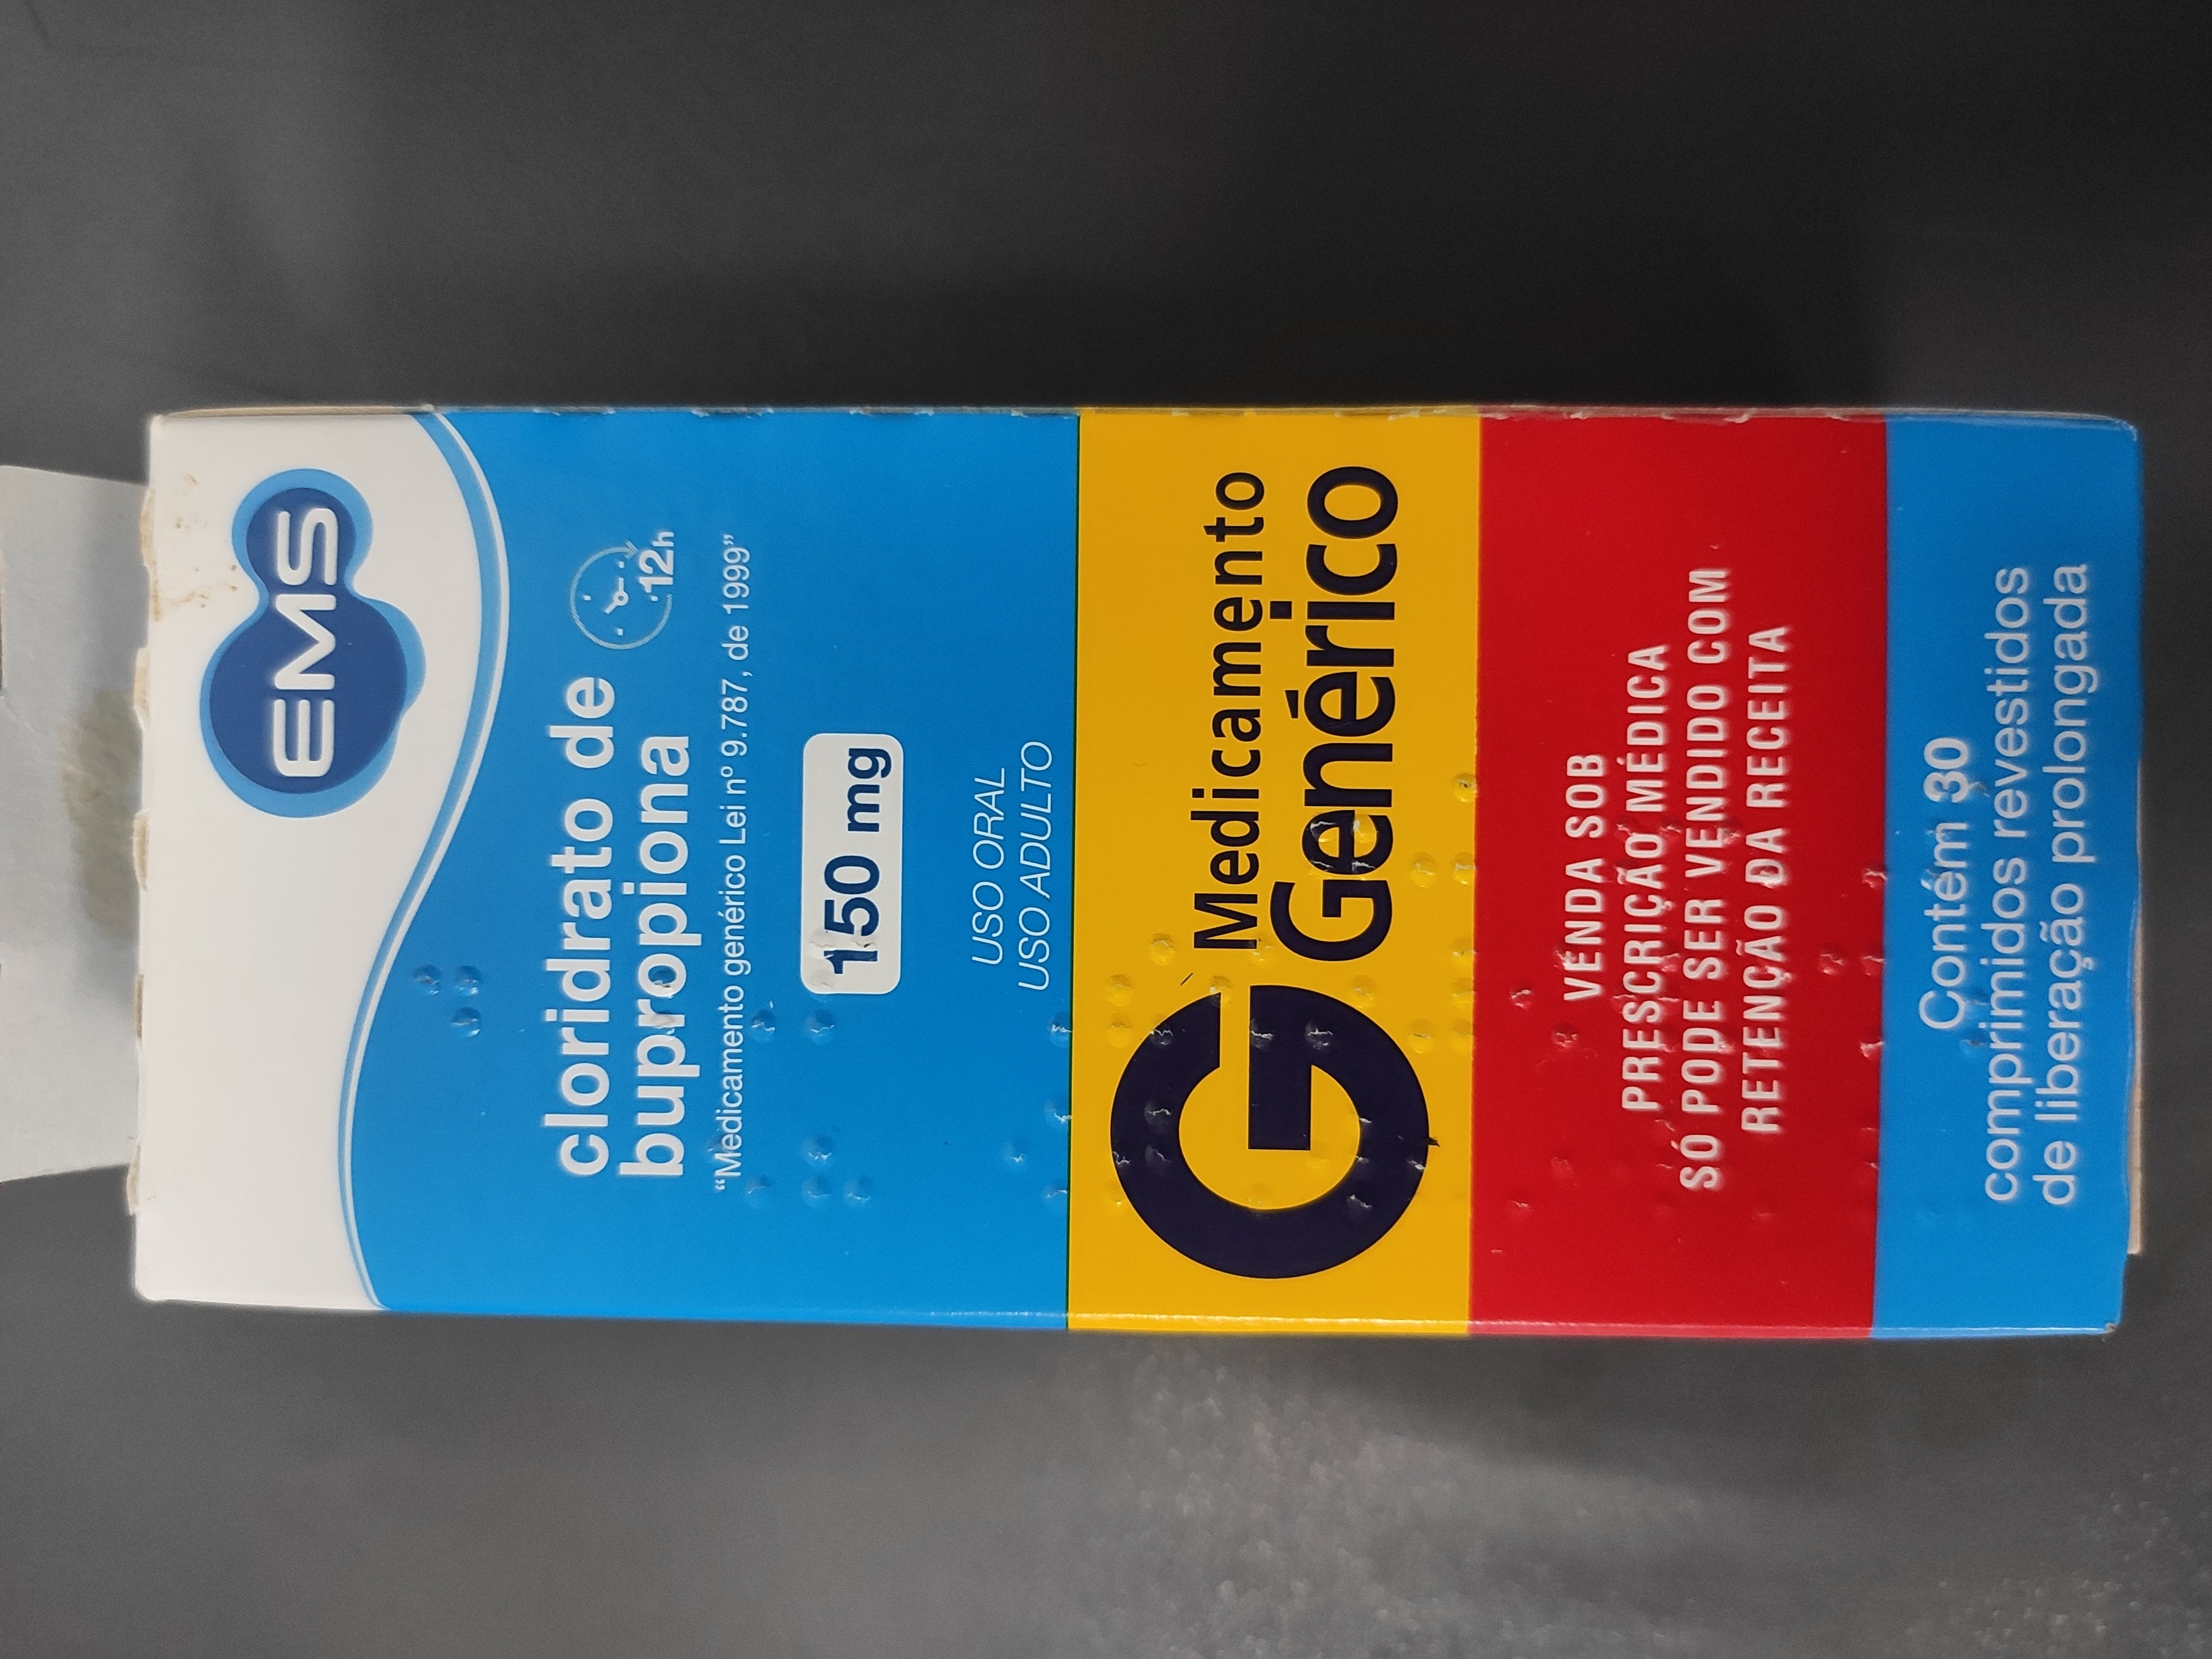 EMS
cloridrato de
bupropiona
12h
“Medicamento genérico Lei nº 9.787, de 1999”
150 mg
USO ORAL
USO ADULTO
G
Medicamento
Genérico
VENDA SOB
PRESCRIÇÃO MÉDICA
SÓ PODE SER VENDIDO COM
RETENÇÃO DA RECEITA
Contém 30
comprimidos revestidos
de liberação prolongada